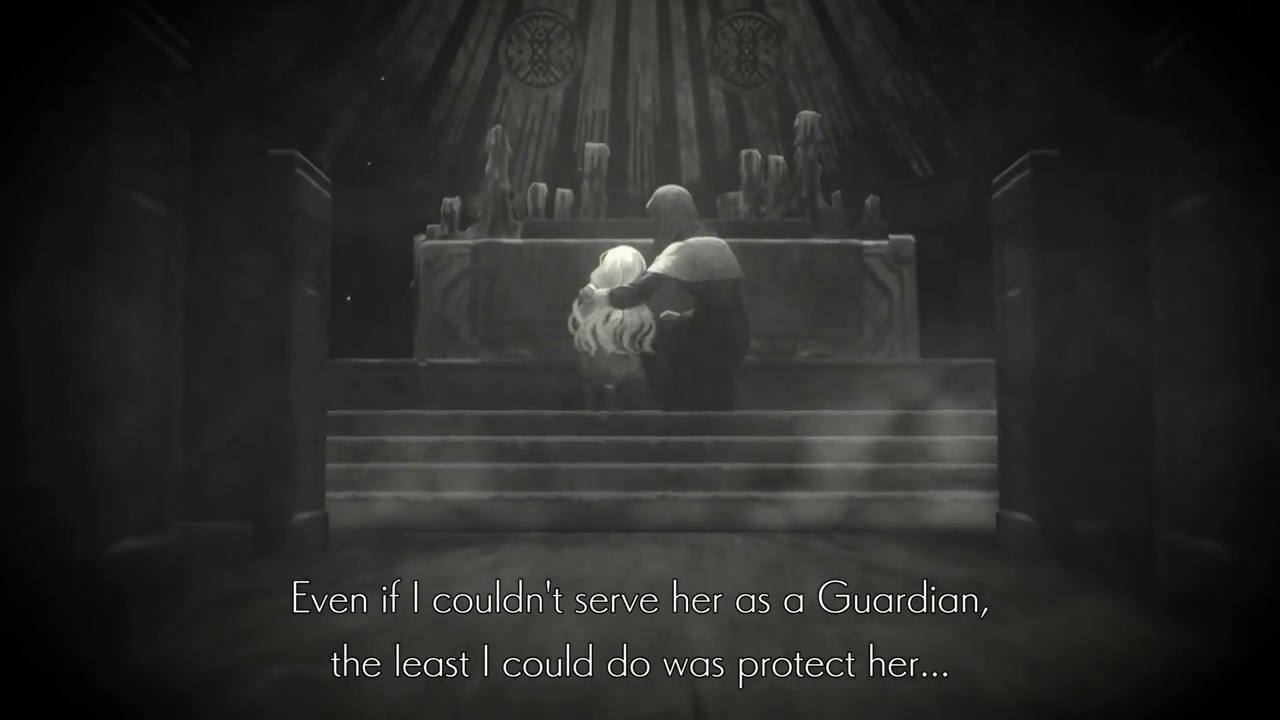 Even if I couldn't serve her as a Guardian,
the least I could do was protect her...